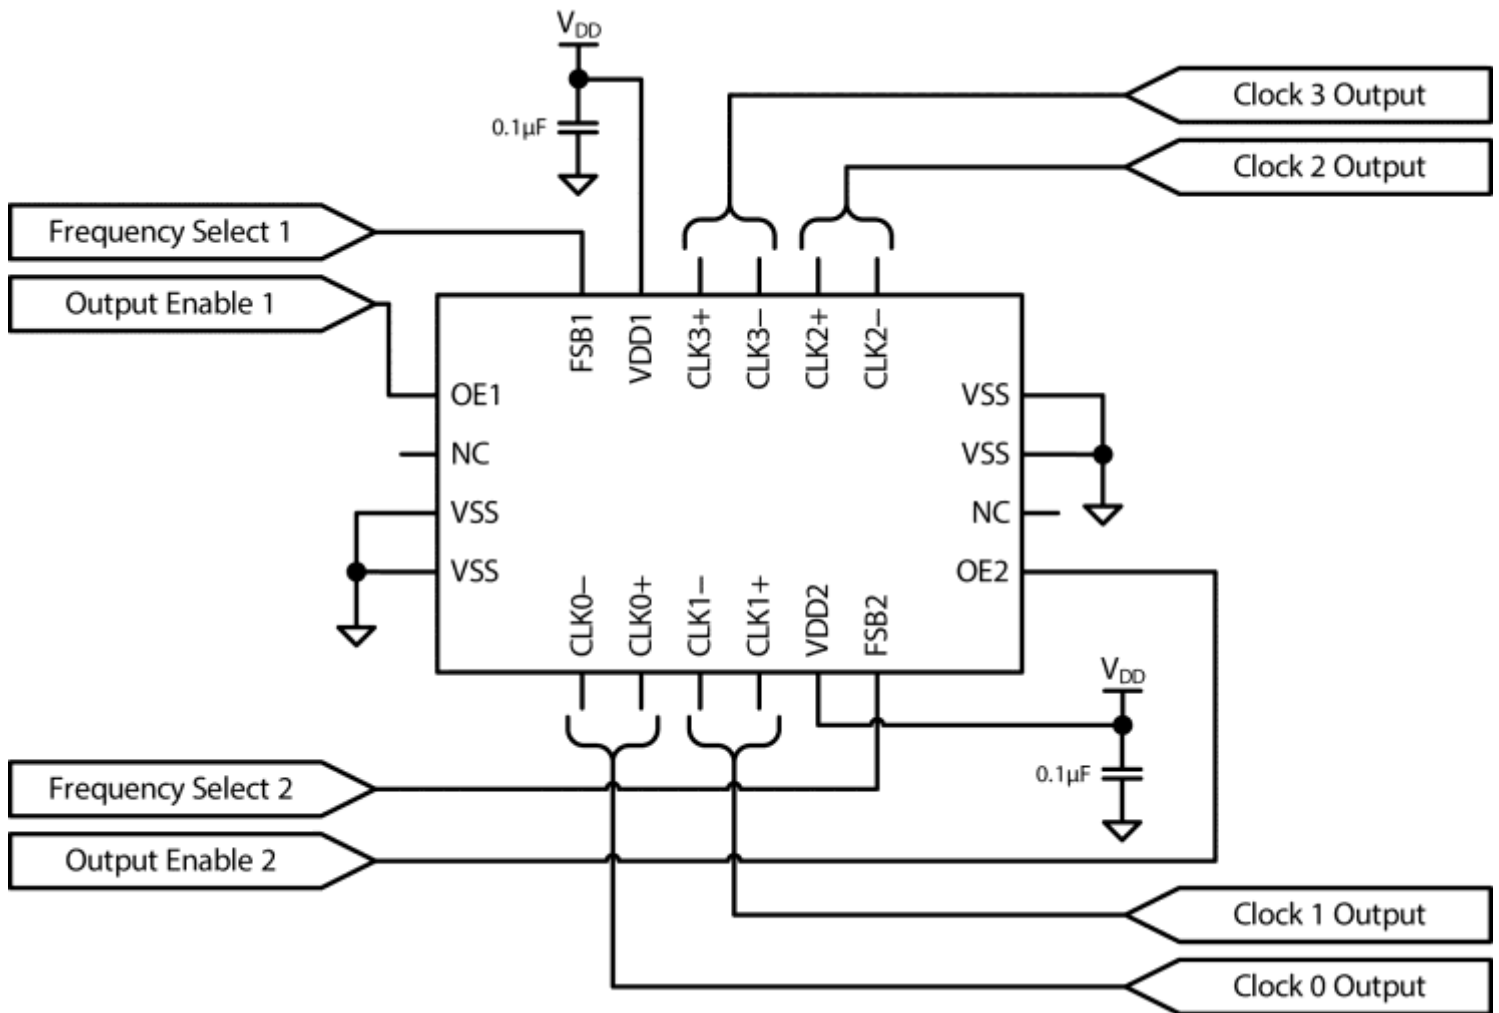 VDD
Clock 3 Output
0.1µF
Clock 2 Output
Frequency Select 1
Output Enable 1
FSB1
VDD1
CLK3+
CLK3–
CLK2+
CLK2–
OE1
VSS
NC
VSS
VSS
NC
VSS
OE2
CLK0–
CLK0+
CLK1–
CLK1+
VDD2
FSB2
VDD
0.1µF
Frequency Select 2
Output Enable 2
Clock 1 Output
Clock 0 Output